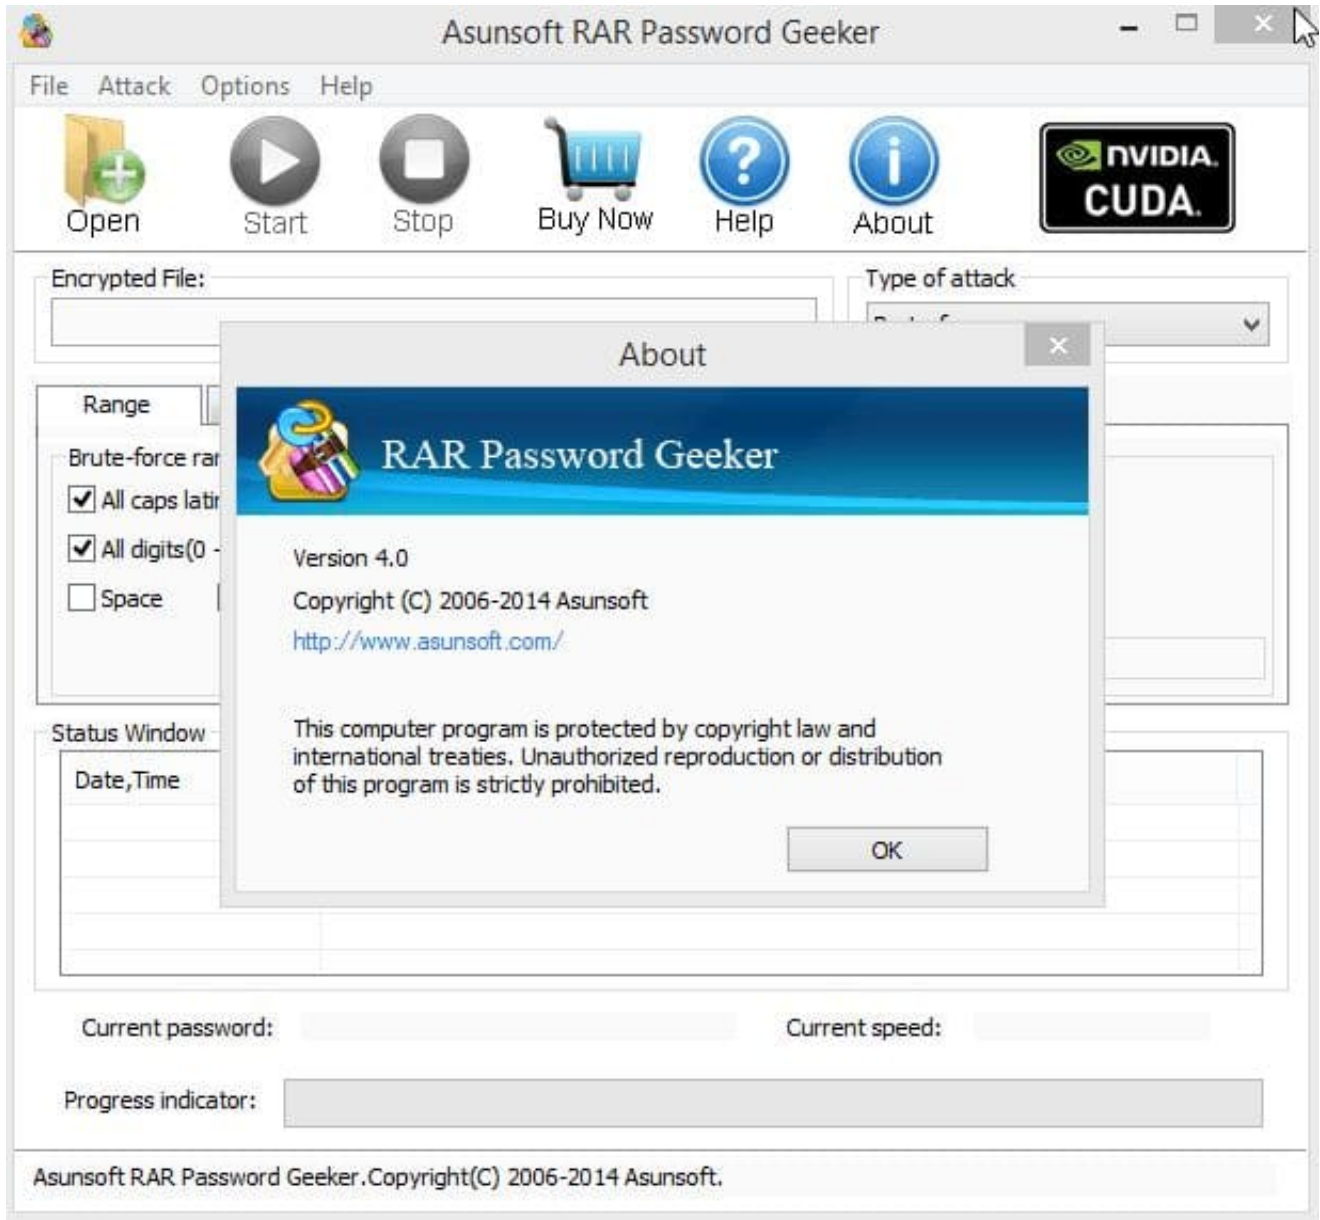 Asunsoft RAR Password Geeker
File Attack Options Help
Open Start Stop Buy Now Help About
NVIDIA.
CUDA.
Encrypted File:
Type of attack
About
Range
RAR Password Geeker
Brute-force
All caps
All digits(0 -
Space
Version 4.0
Copyright (C) 2006-2014 Asunsoft
http://www.asunsoft.com/
This computer program is protected by copyright law and
international treaties. Unauthorized reproduction or distribution
of this program is strictly prohibited.
OK
Status Window
Date,Time
Current password:
Current speed:
Progress indicator:
Asunsoft RAR Password Geeker.Copyright(C) 2006-2014 Asunsoft.